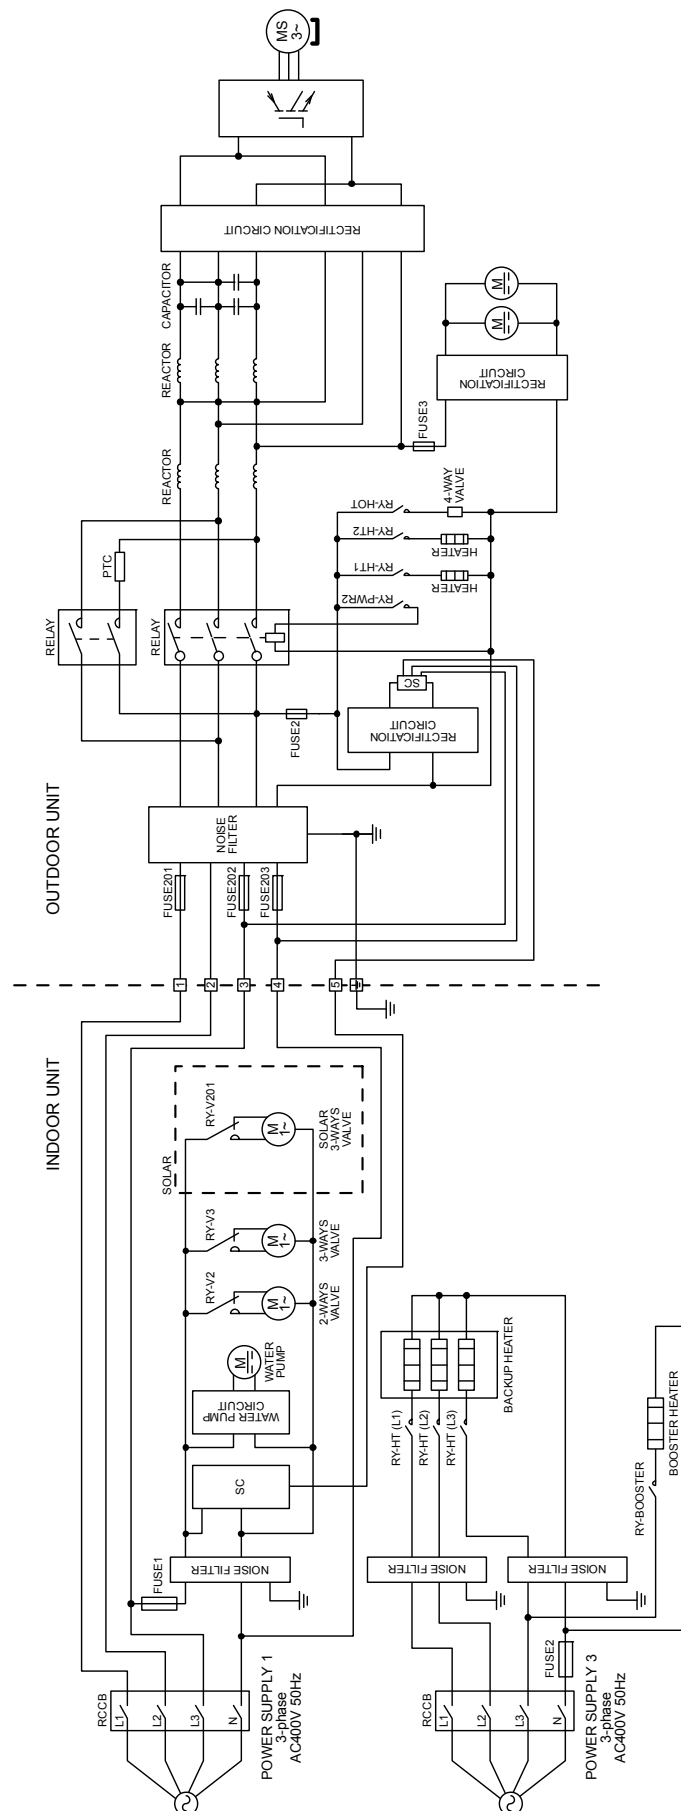 MS
3~
RECTIFICATION CIRCUIT
CAPACITOR
REACTOR
REACTOR
M
M
RECTIFICATION
CIRCUIT
FUSE3
RY-HOT
4-WAY
VALVE
RY-HT2
HEATER
RY-HT1
HEATER
RY-PWR2
PTC
RELAY
RELAY
SC
RECTIFICATION
CIRCUIT
FUSE2
OUTDOOR UNIT
NOISE
FILTER
FUSE201
FUSE202
FUSE203
1
2
3
4
5
INDOOR UNIT
SOLAR
RY-V201
M
1~
SOLAR
3-WAYS
VALVE
RY-V3
M
1~
3-WAYS
VALVE
RY-V2
M
1~
2-WAYS
VALVE
M
WATER
PUMP
WATER PUMP
CIRCUIT
SC
NOISE FILTER
FUSE1
RCCB
L1
L2
L3
N
POWER SUPPLY 1
3-phase
AC400V 50Hz
BACKUP HEATER
RY-HT (L1)
RY-HT (L2)
RY-HT (L3)
BOOSTER HEATER
RY-BOOSTER
NOISE FILTER
NOISE FILTER
FUSE2
RCCB
L1
L2
L3
N
POWER SUPPLY 3
3-phase
AC400V 50Hz